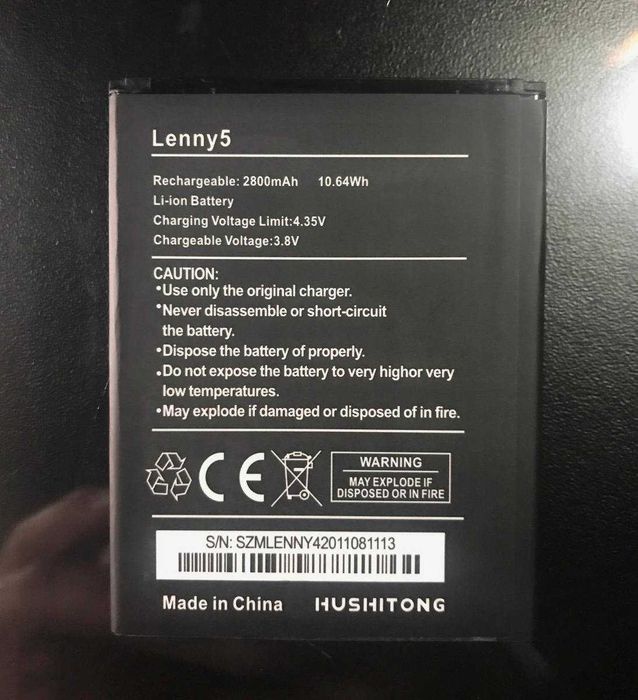 Lenny5
Rechargeable: 2800mAh 10.64Wh
Li-ion Battery
Charging Voltage Limit:4.35V
Chargeable Voltage:3.8V
CAUTION:
•Use only the original charger.
•Never disassemble or short-circuit
the battery.
•Dispose the battery of properly.
•Do not expose the battery to very highor very
low temperatures.
•May explode if damaged or disposed of in fire.
CE
WARNING
MAY EXPLODE IF
DISPOSED OR IN FIRE
S/N: SZMLENNY42011081113
Made in China HUSHITONG